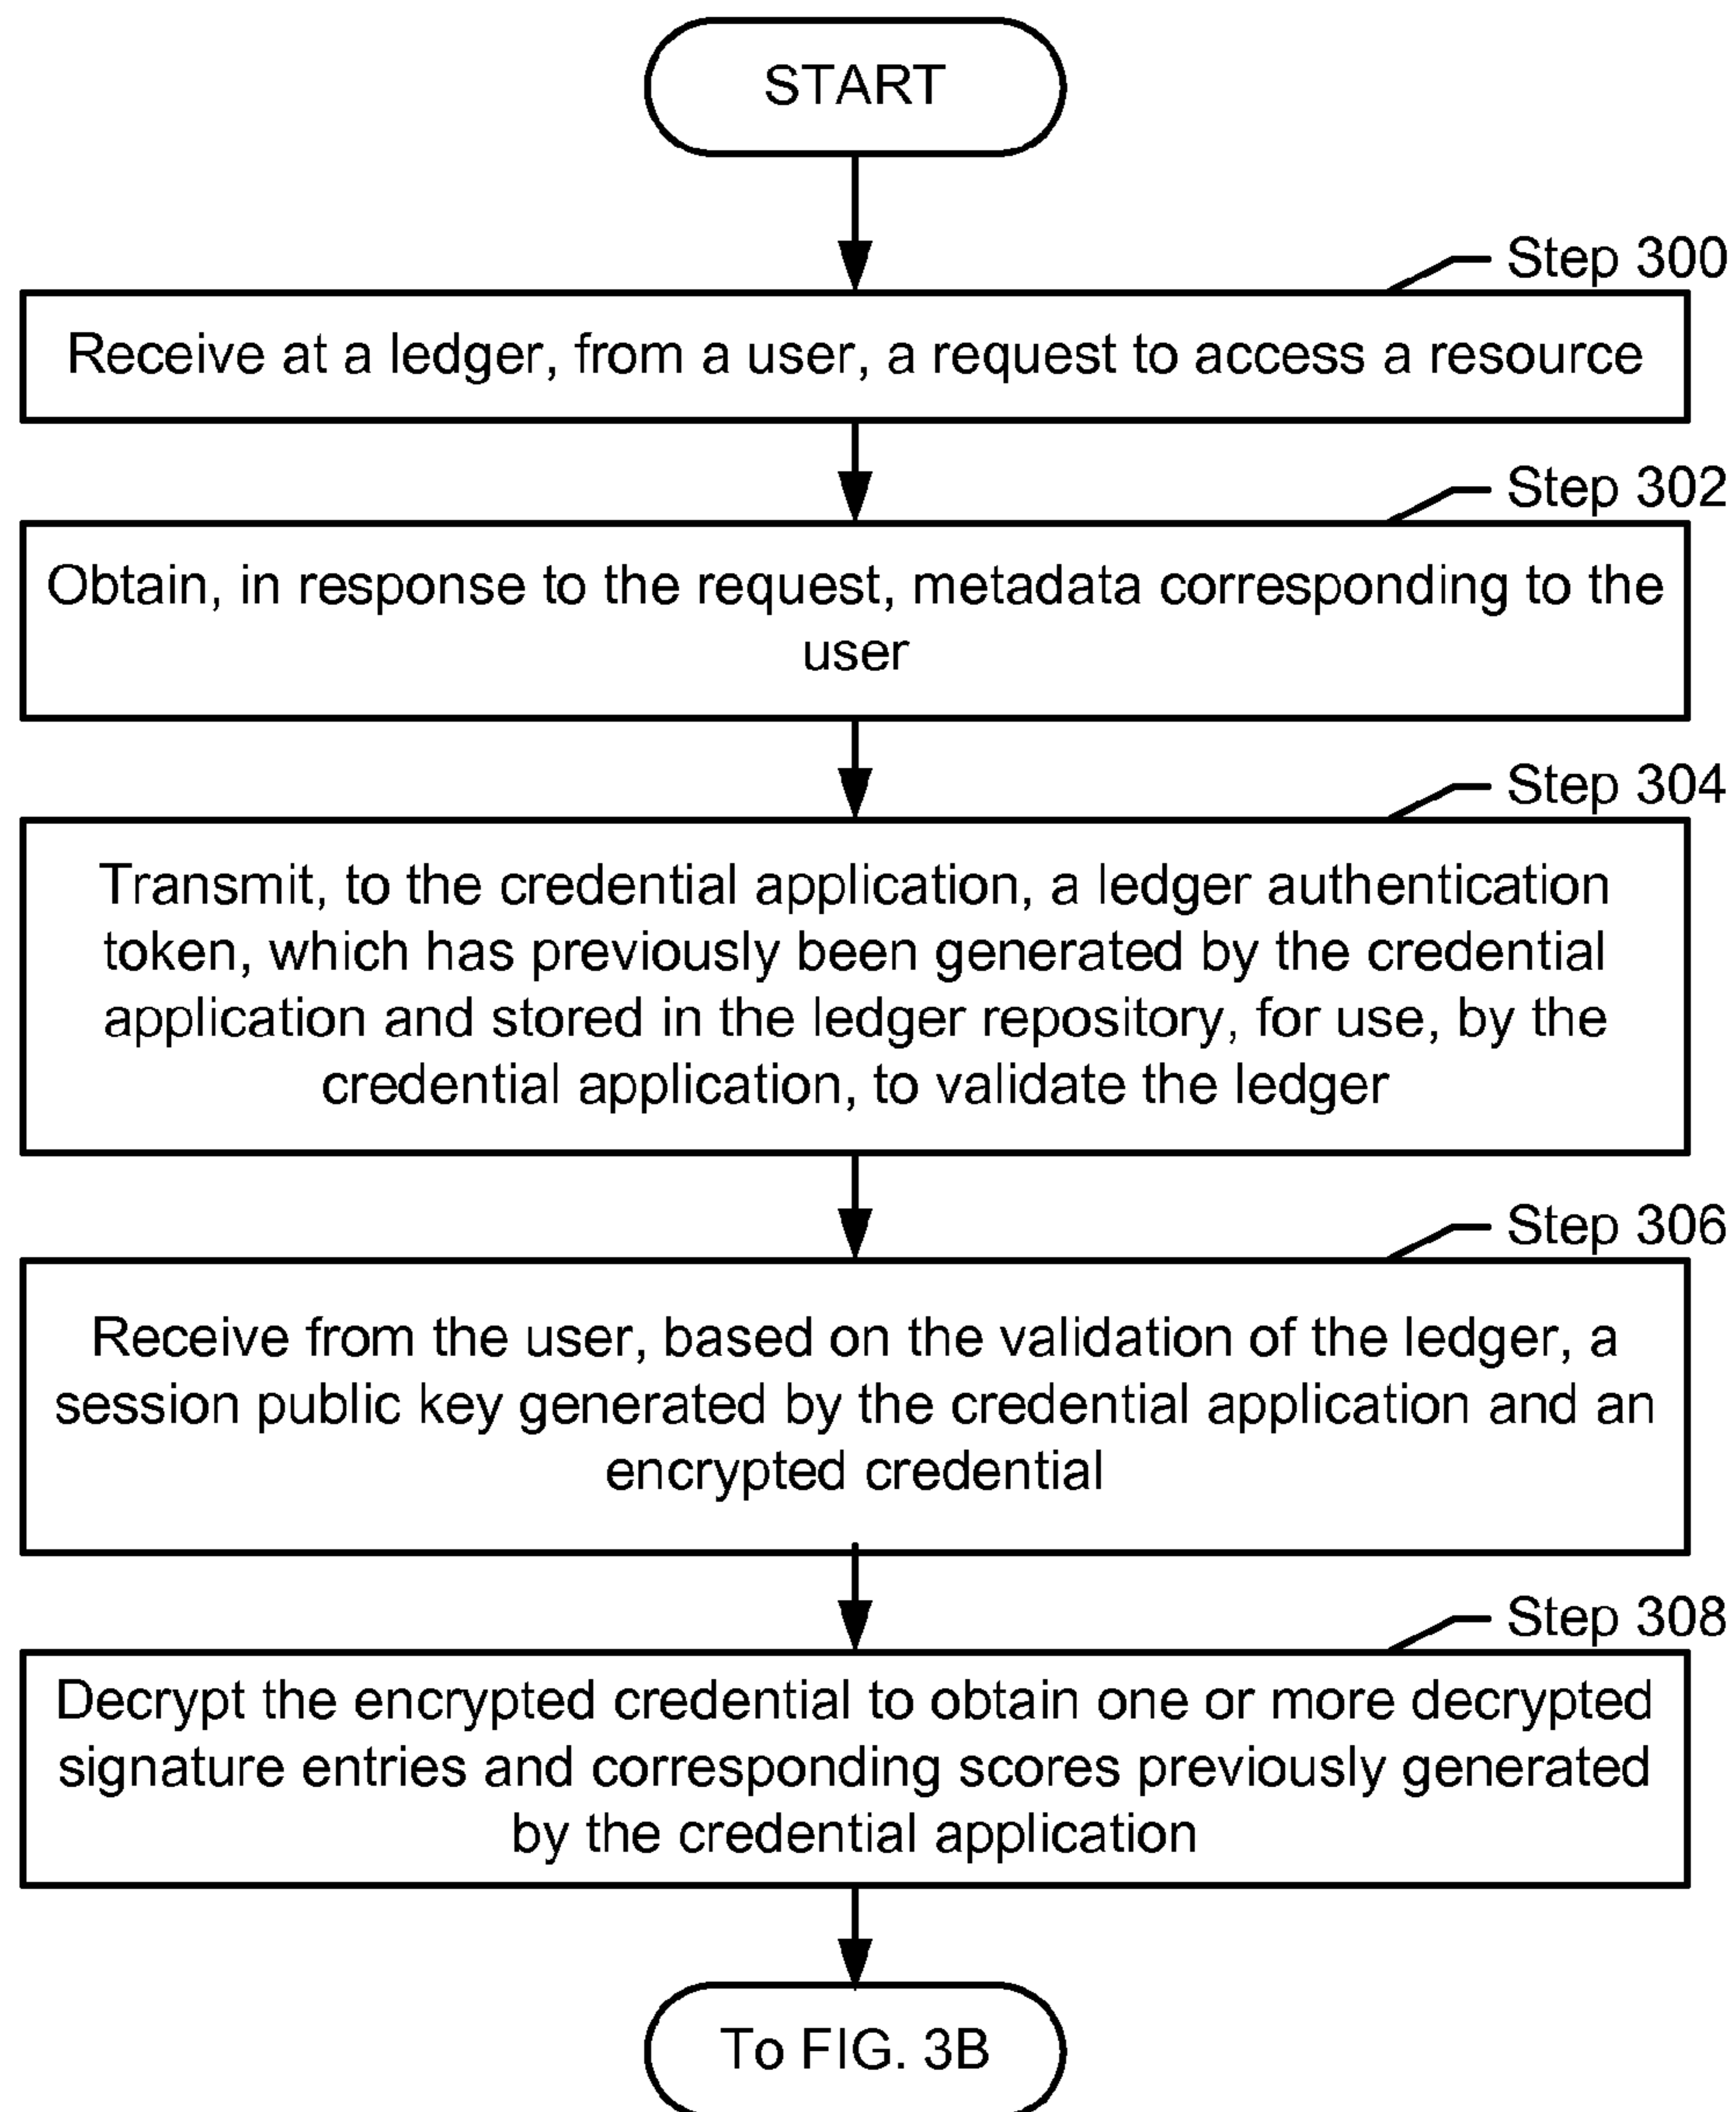 START
Step 300
Receive at a ledger, from a user, a request to access a resource
Step 302
Obtain, in response to the request, metadata corresponding to the
user
Step 304
Transmit, to the credential application, a ledger authentication
token, which has previously been generated by the credential
application and stored in the ledger repository, for use, by the
credential application, to validate the ledger
Step 306
Receive from the user, based on the validation of the ledger, a
session public key generated by the credential application and an
encrypted credential
Step 308
Decrypt the encrypted credential to obtain one or more decrypted
signature entries and corresponding scores previously generated
by the credential application
To FIG. 3B